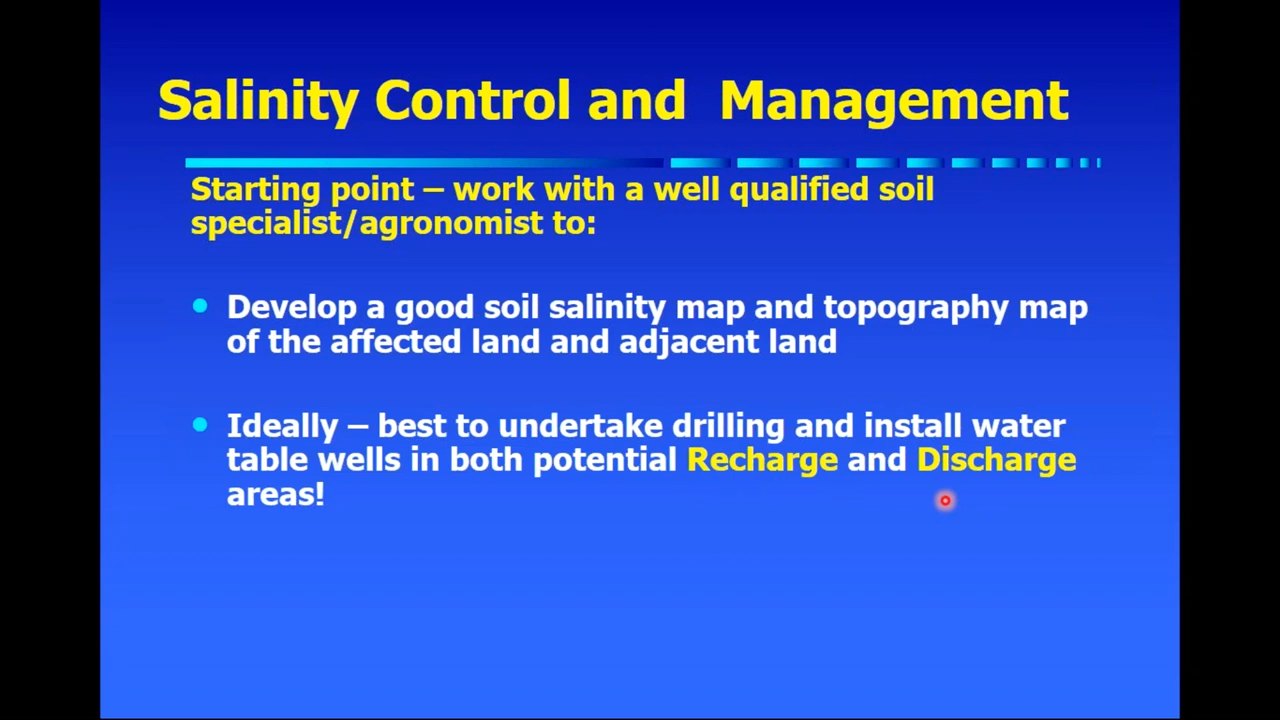 Salinity Control and  Management
Starting point – work with a well qualified soil
specialist/agronomist to:
Develop a good soil salinity map and topography map
of the affected land and adjacent land
Ideally – best to undertake drilling and install water
table wells in both potential Recharge and Discharge
areas!